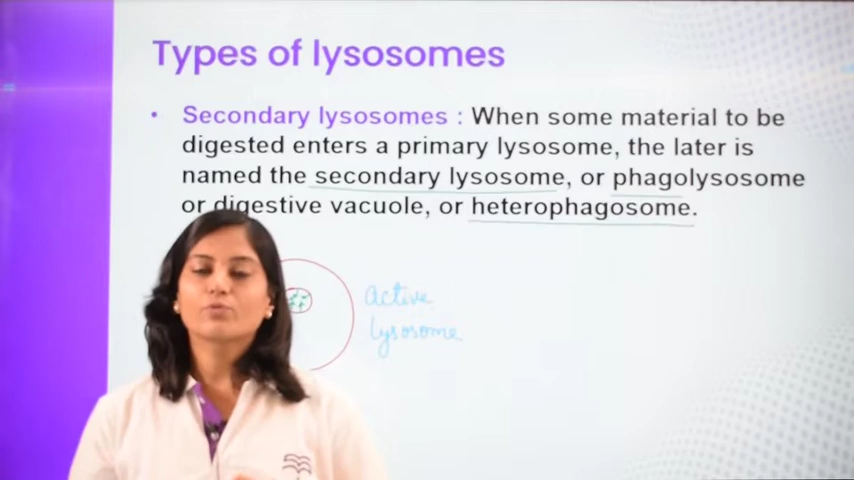 Types of lysosomes
• Secondary lysosomes : When some material to be
digested enters a primary lysosome, the later is
named the secondary lysosome, or phagolysosome
or digestive vacuole, or heterophagosome.
active
lysosome